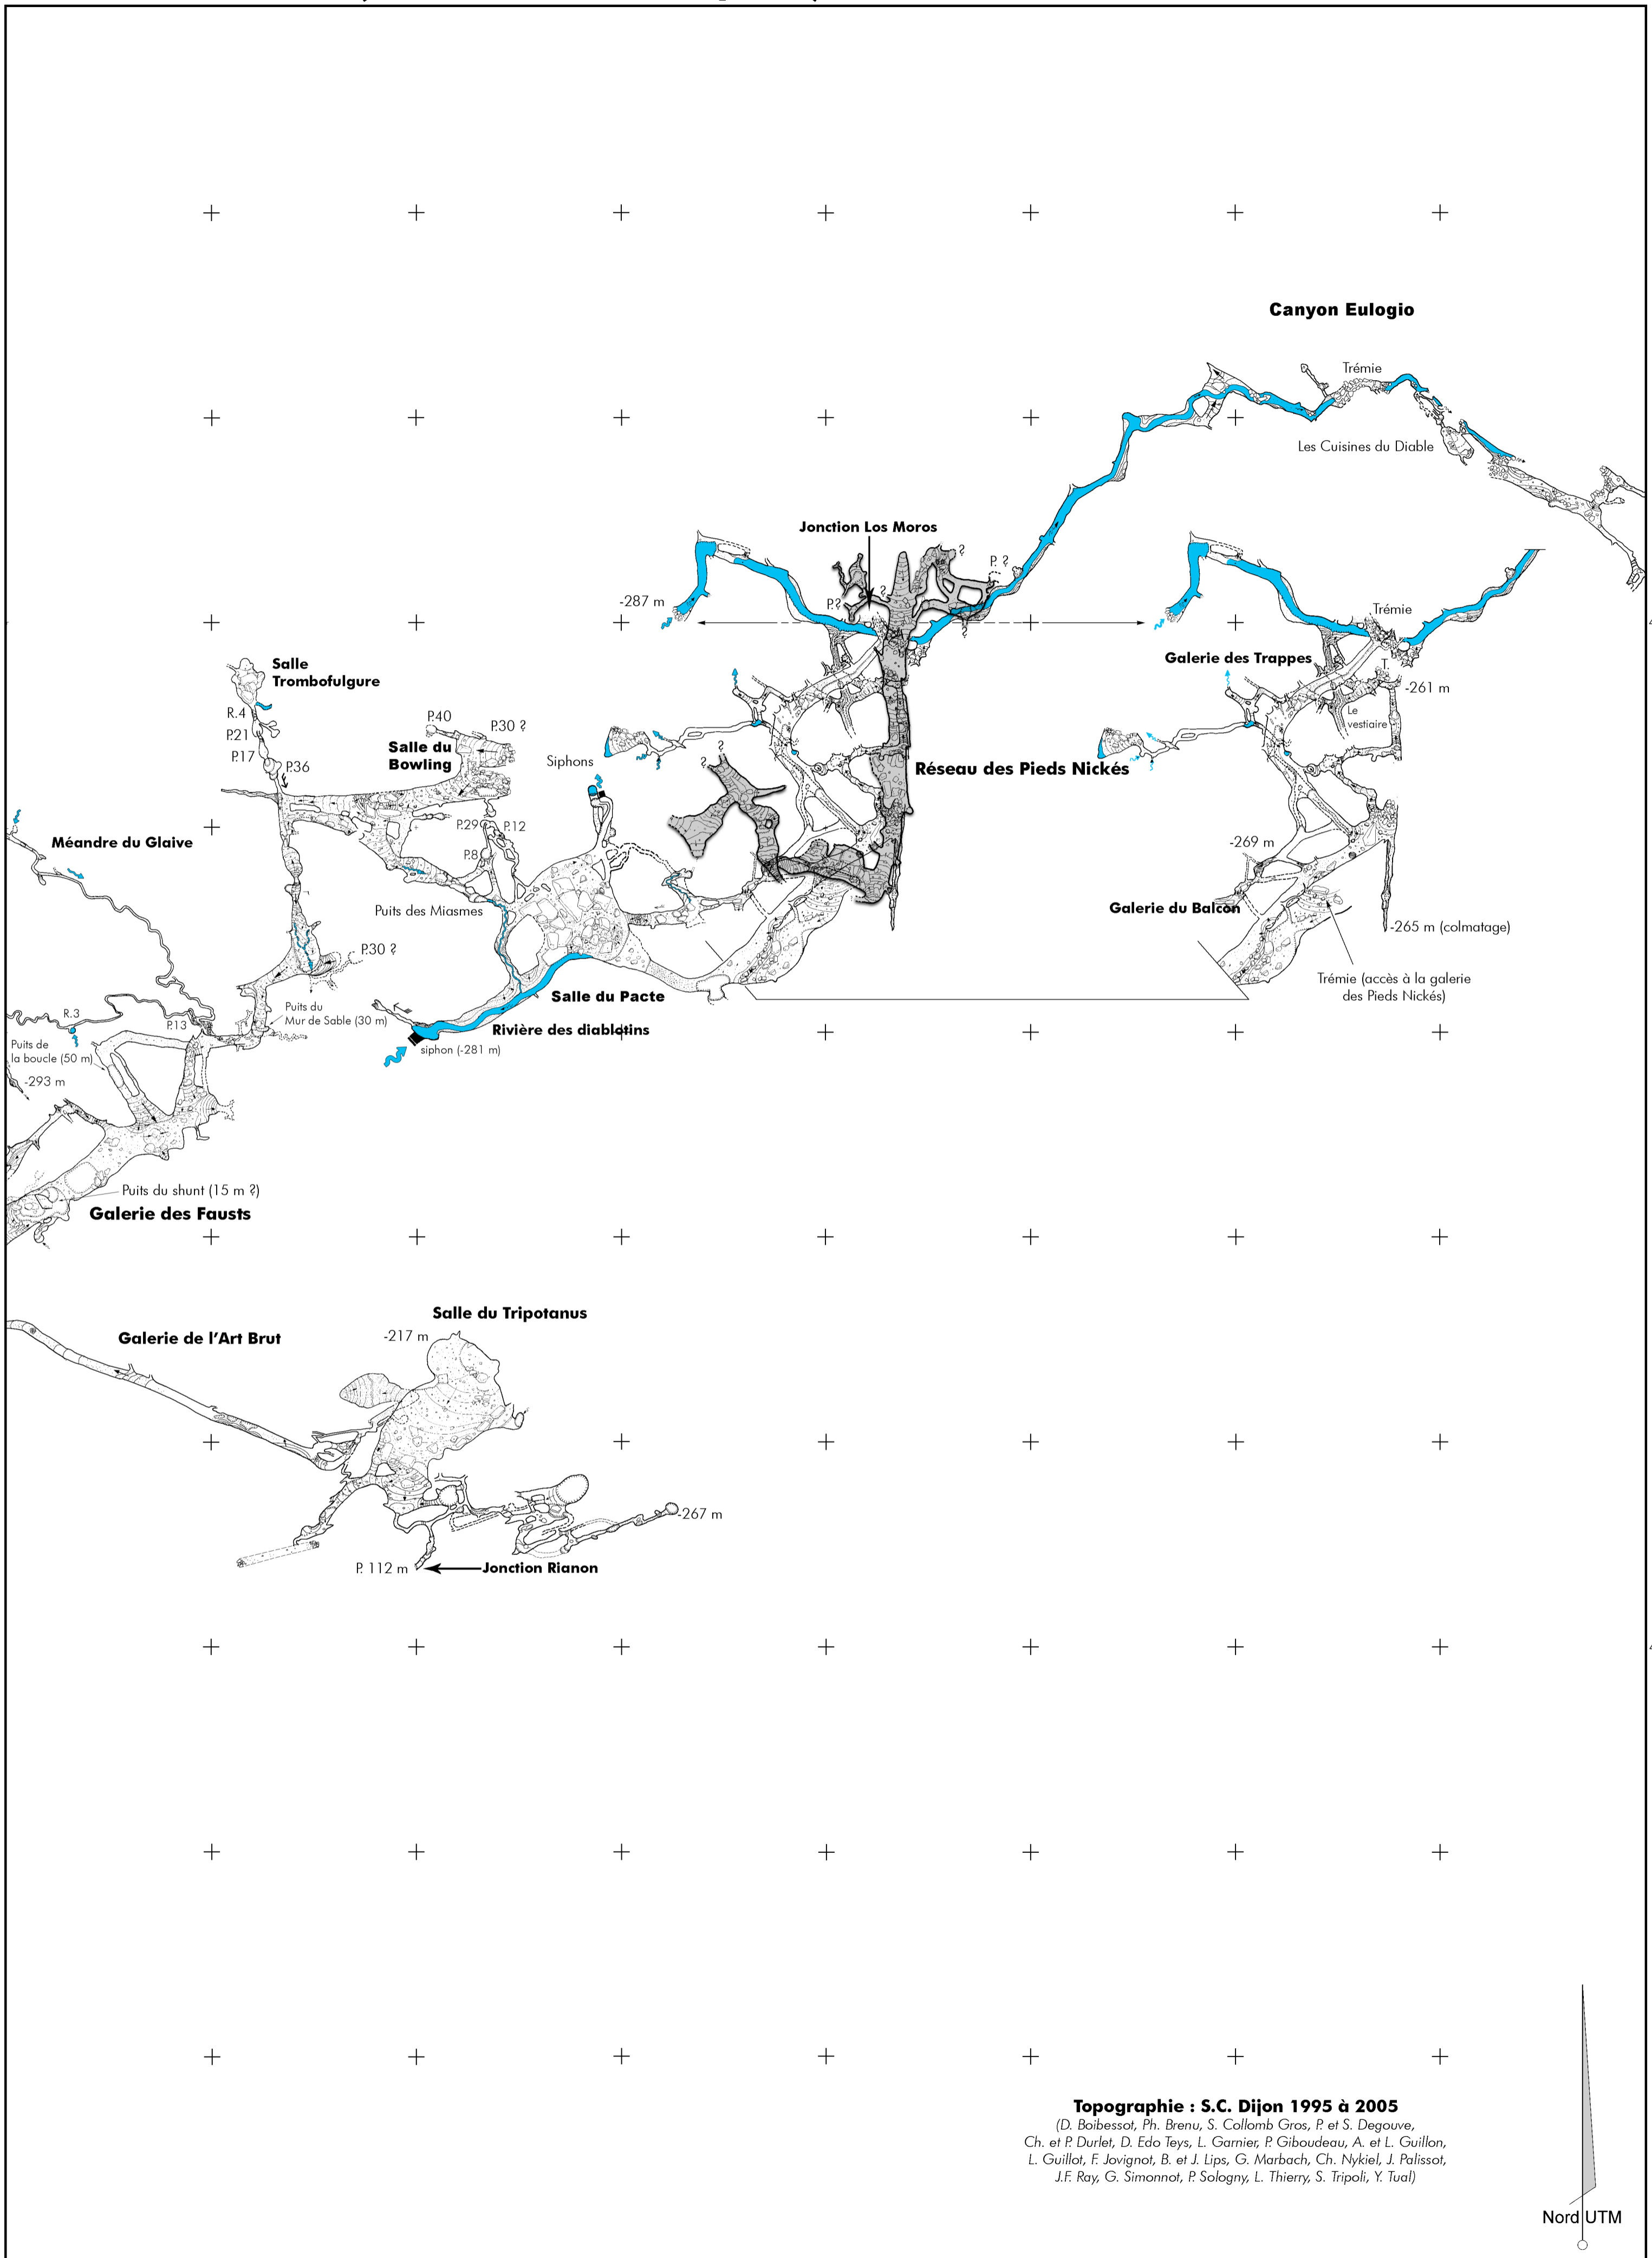 Canyon Eulogio
Trémie
Les Cuisines du Diable
Jonction Los Moros
?
P. ?
?
P.?
?
-287 m
Trémie
Galerie des Trappes
T.
-261 m
Le
vestiaire
Salle
Trombofulgure
R.4
P.21
P.17
P.36
P.40
P.30 ?
Salle du
Bowling
Siphons
?
?
Réseau des Pieds Nickés
Méandre du Glaive
P.29
P.12
P.8
-269 m
Puits des Miasmes
Galerie du Balcon
-265 m (colmatage)
P.30 ?
Trémie (accès à la galerie
des Pieds Nickés)
Salle du Pacte
Puits du
Mur de Sable (30 m)
R.3
P.13
Rivière des diablotins
siphon (-281 m)
Puits de
la boucle (50 m)
-293 m
Puits du shunt (15 m ?)
Galerie des Fausts
Salle du Tripotanus
-217 m
Galerie de l'Art Brut
-267 m
P. 112 m
Jonction Rianon
Topographie : S.C. Dijon 1995 à 2005
(D. Boibessot, Ph. Brenu, S. Collomb Gros, P. et S. Degouve,
Ch. et P. Durlet, D. Edo Teys, L. Garnier, P. Giboudeau, A. et L. Guillon,
L. Guillot, F. Jovignot, B. et J. Lips, G. Marbach, Ch. Nykiel, J. Palissot,
J.F. Ray, G. Simonnot, P. Sologny, L. Thierry, S. Tripoli, Y. Tual)
Nord UTM